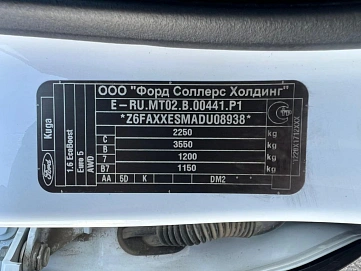 ООО "Форд Соллерс Холдинг"
E-RU.MT02.B.00441.P1
*Z6FAXXESMADU08938*
2250 kg
C 3550 kg
B 1200 kg
7 1150 kg
B7
AA 5D K DM2
Ford
Kuga
1.6 EcoBoost
Euro 5
AWD